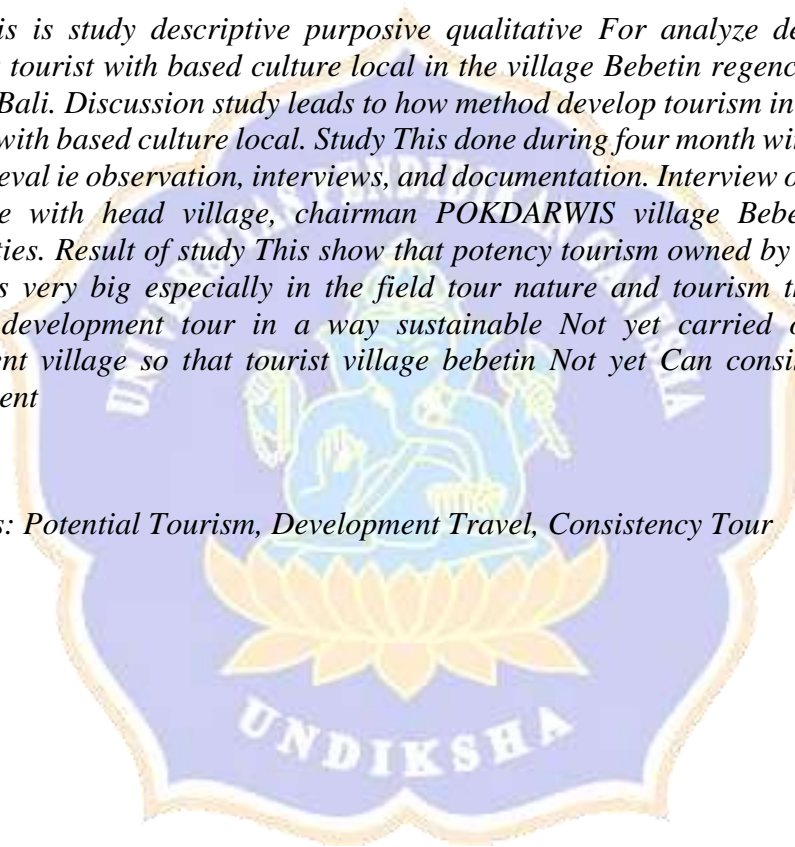 is is study descriptive purposive qualitative For analyze de
tourist with based culture local in the village Bebetin regenc
Bali. Discussion study leads to how method develop tourism in
with based culture local. Study This done during four month wi
eval ie observation, interviews, and documentation. Interview o
e with head village, chairman POKDARWIS village Bebe
ties. Result of study This show that potency tourism owned by
s very big especially in the field tour nature and tourism th
development tour in a way sustainable Not yet carried o
ent village so that tourist village bebetin Not yet Can consi
ent
s: Potential Tourism, Development Travel, Consistency Tour
UNIVERSITAS PENDIDIKAN GANESHA
UNDIKSHA